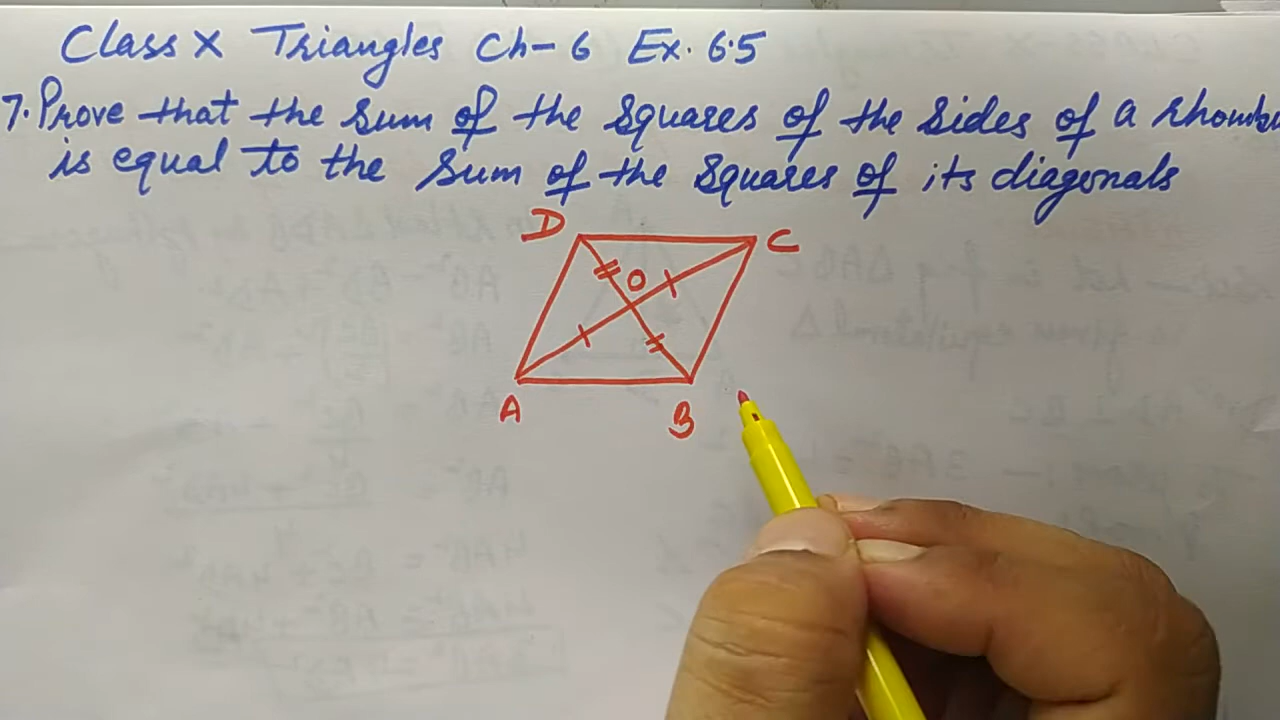 Class X Triangles Ch-6 Ex. 6.5
7. Prove that the sum of the squares of the sides of a rhombu
is equal to the sum of the squares of its diagonals
D
C
O
A
B